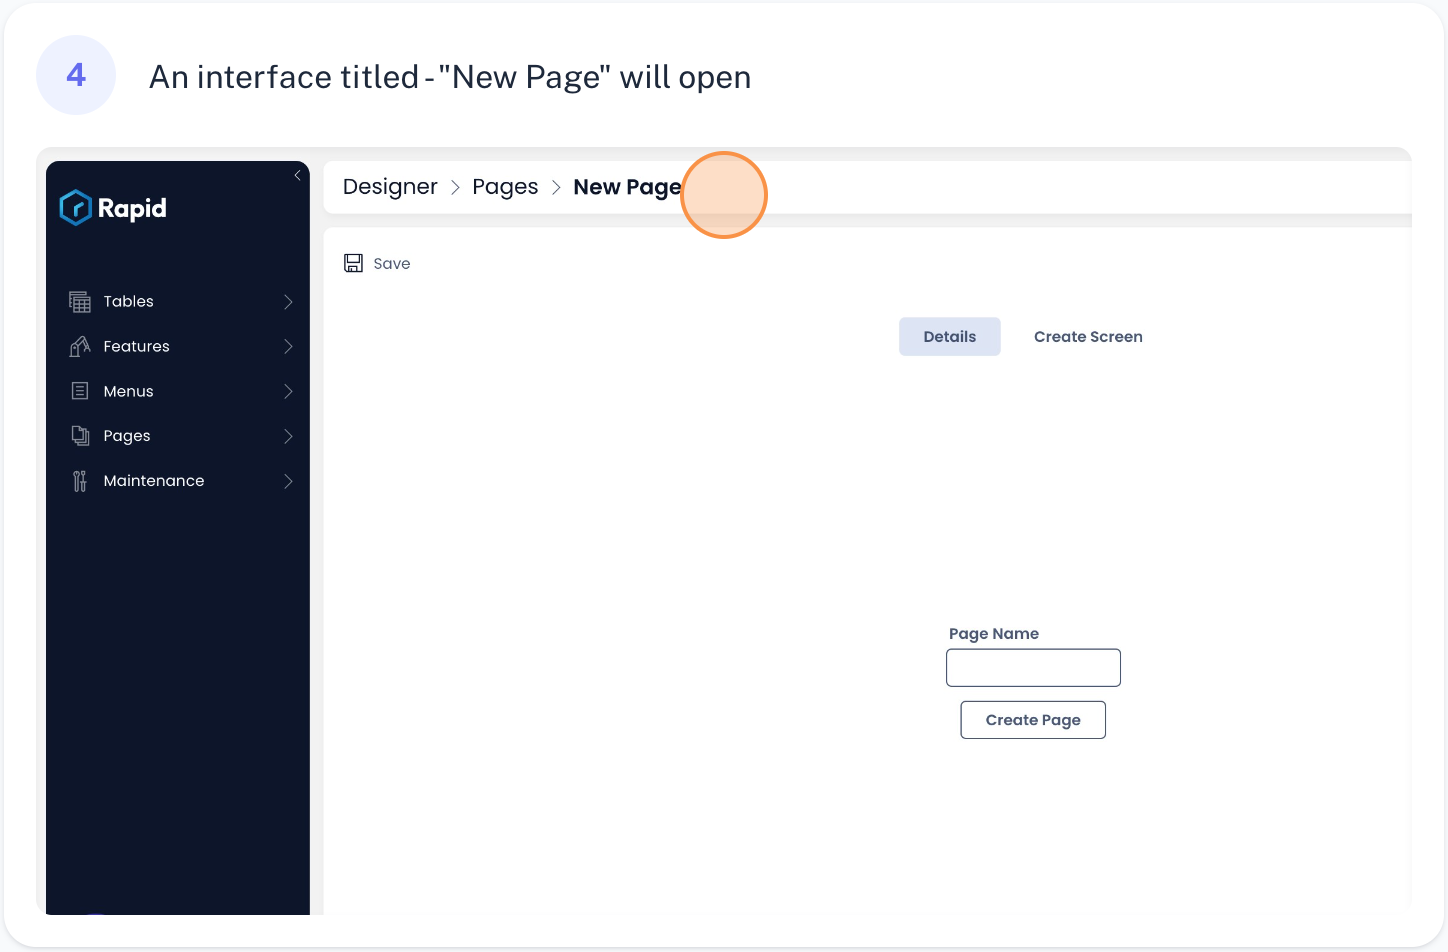 4
An interface titled - "New Page" will open
Rapid
Designer > Pages > New Page
Save
Tables
Features
Menus
Pages
Maintenance
Details
Create Screen
Page Name
Create Page